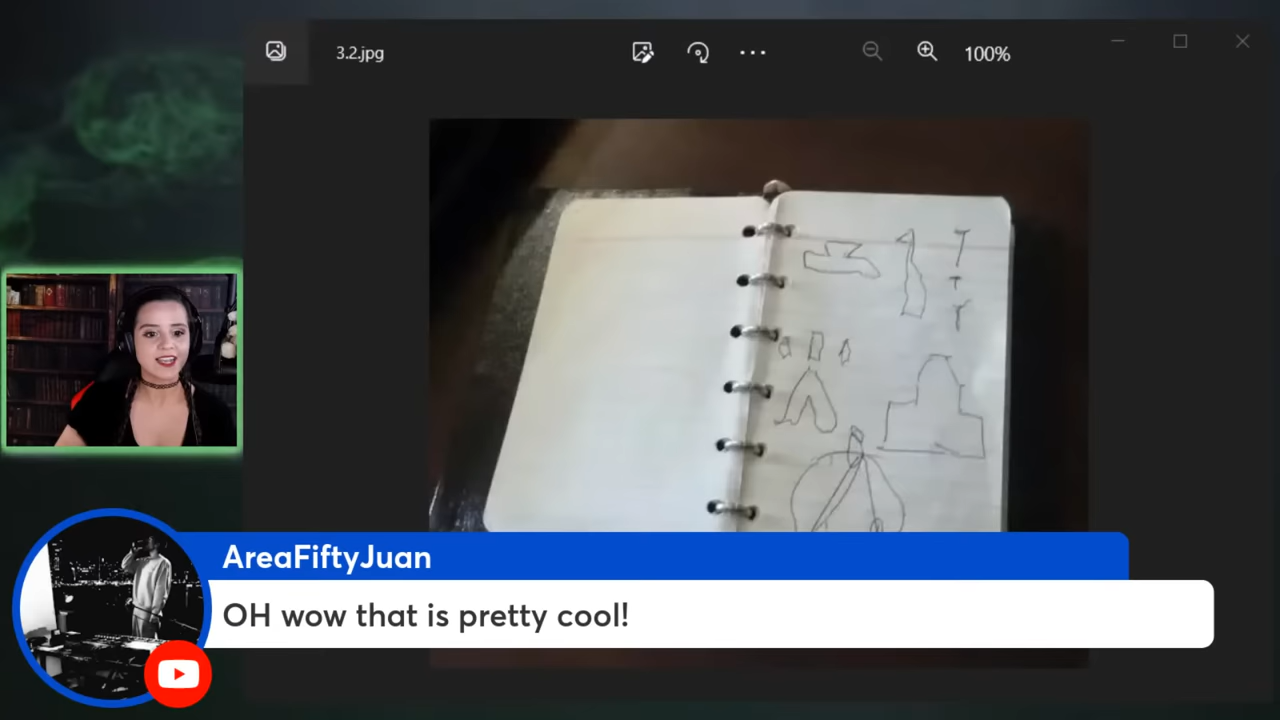 3.2.jpg
100%
T
T
Y
AreaFiftyJuan
OH wow that is pretty cool!